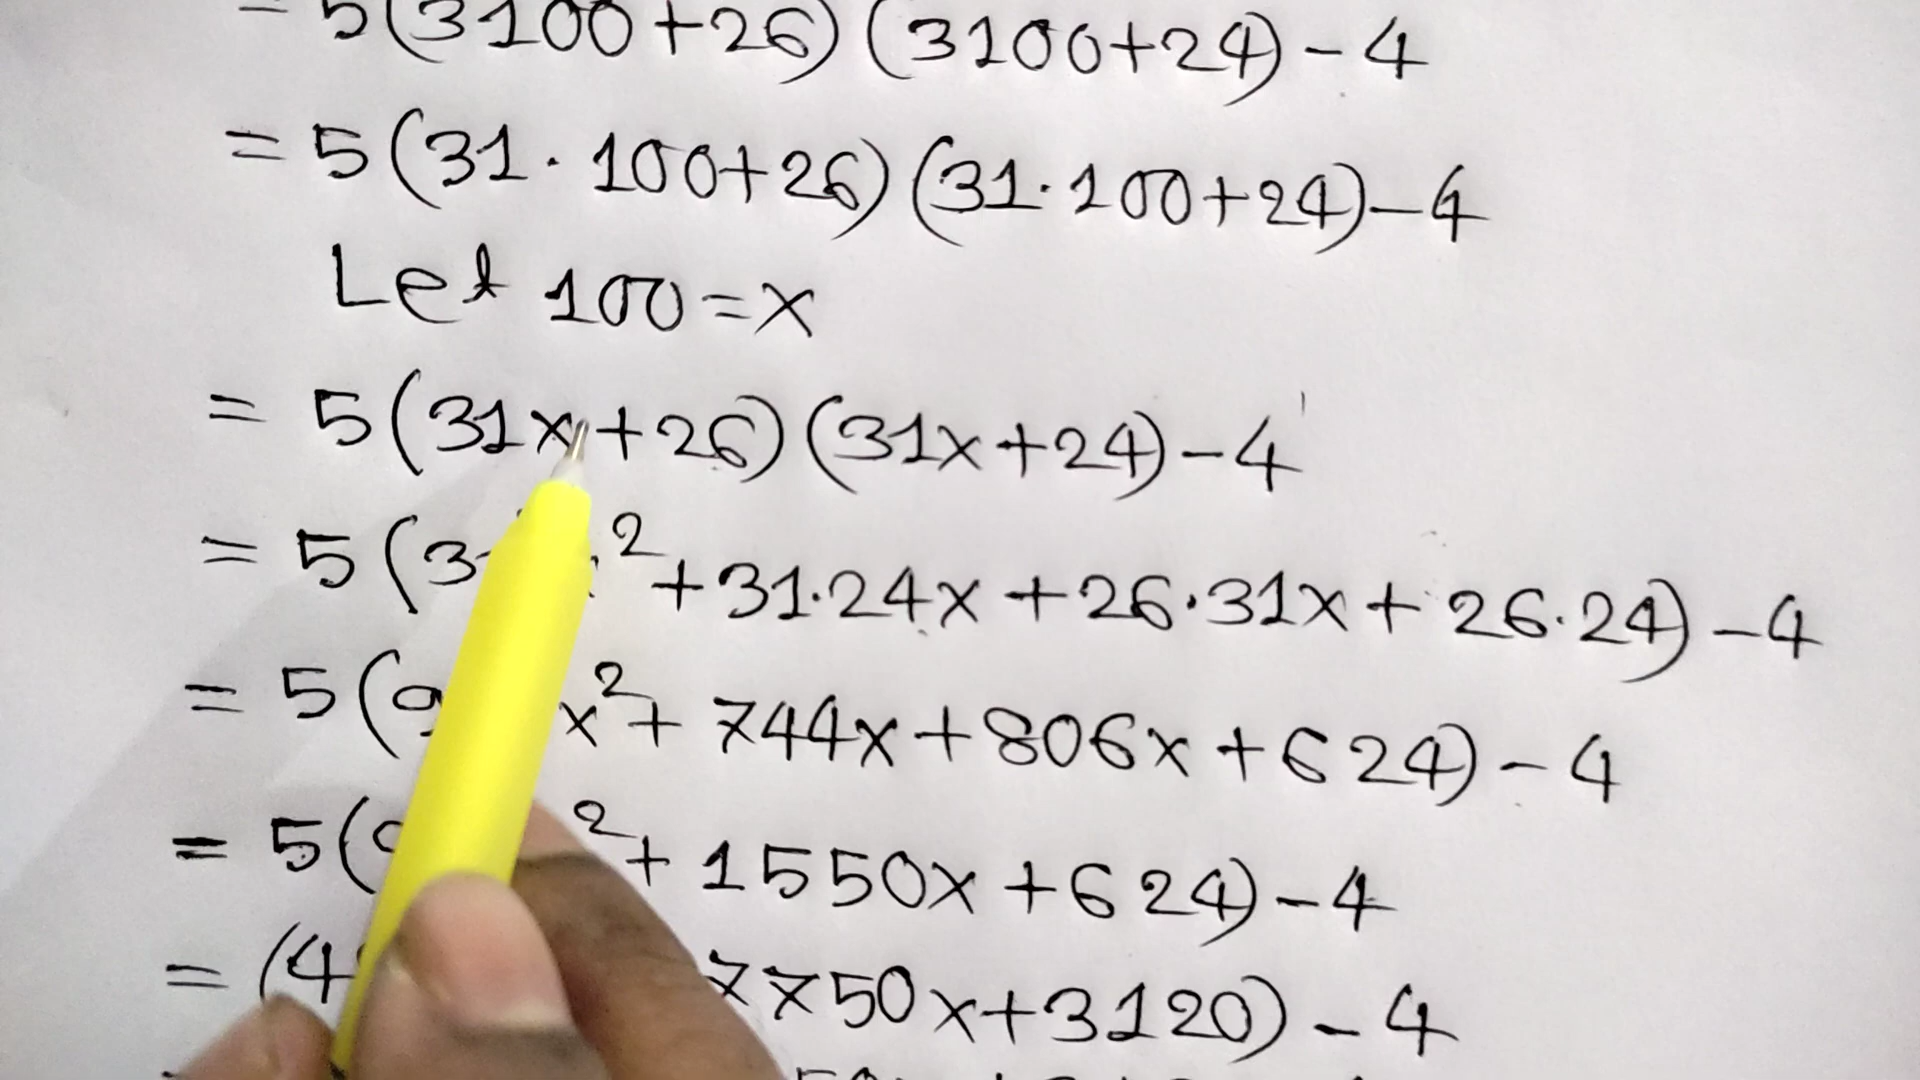 = 5(3100+26)(3100+24)-4
= 5(31·100+26)(31·100+24)-4
Let 100=x
= 5(31x+26)(31x+24)-4
= 5(3 ²+31·24x+26·31x+26·24)-4
= 5(9 x²+744x+806x+624)-4
= 5( ²+1550x+624)-4
= (4 7750x+3120)-4